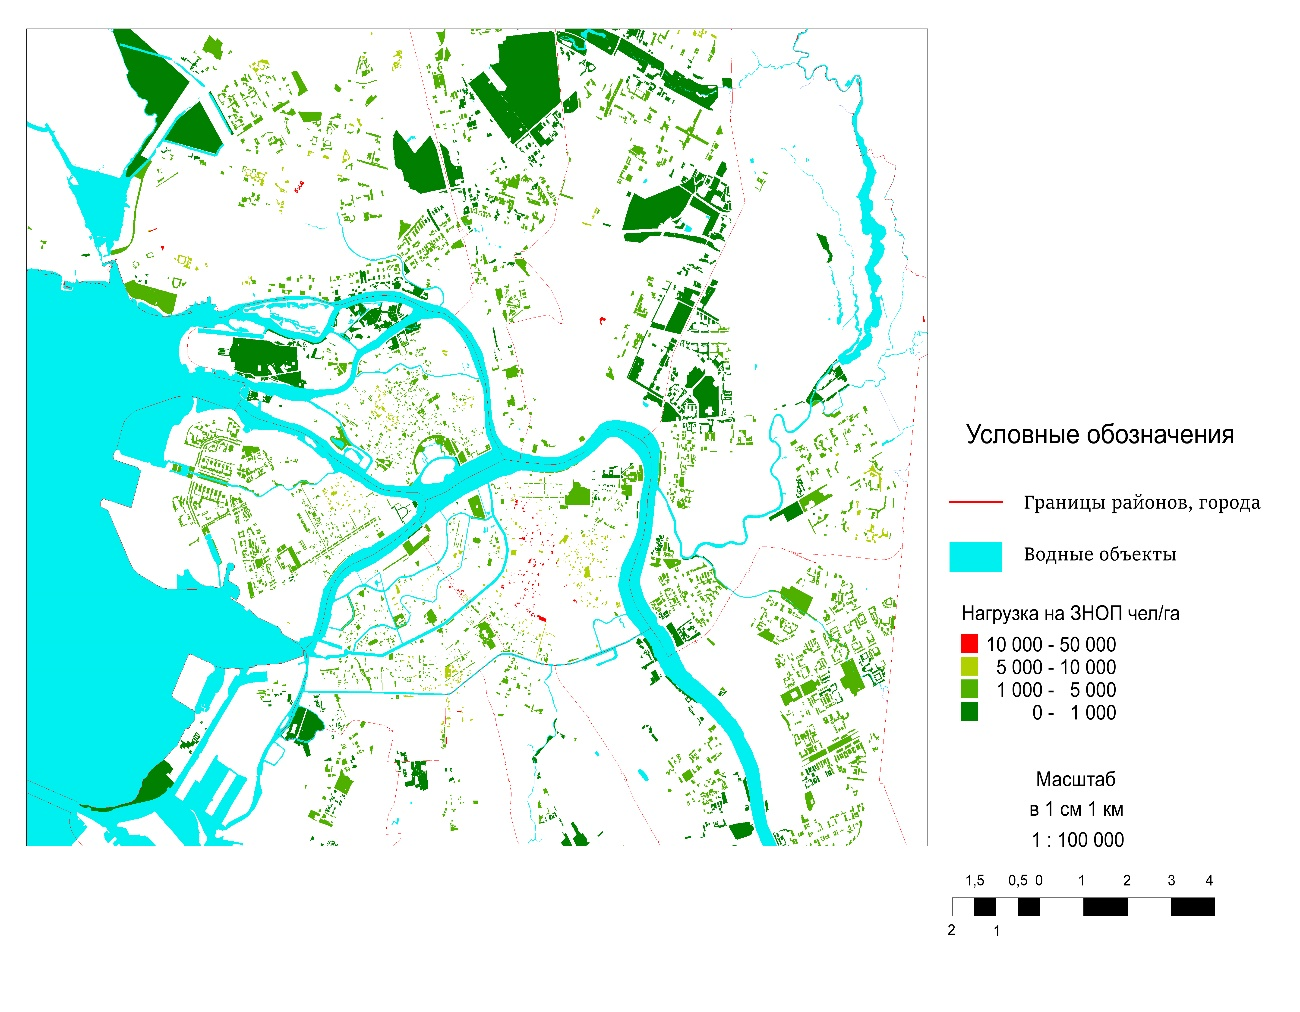 Условные обозначения
Границы районов, города
Водные объекты
Нагрузка на ЗНОП чел/га
10 000 - 50 000
5 000 - 10 000
1 000 - 5 000
0 - 1 000
Масштаб
в 1 см 1 км
1 : 100 000
1,5 0,5 0 1 2 3 4
2 1